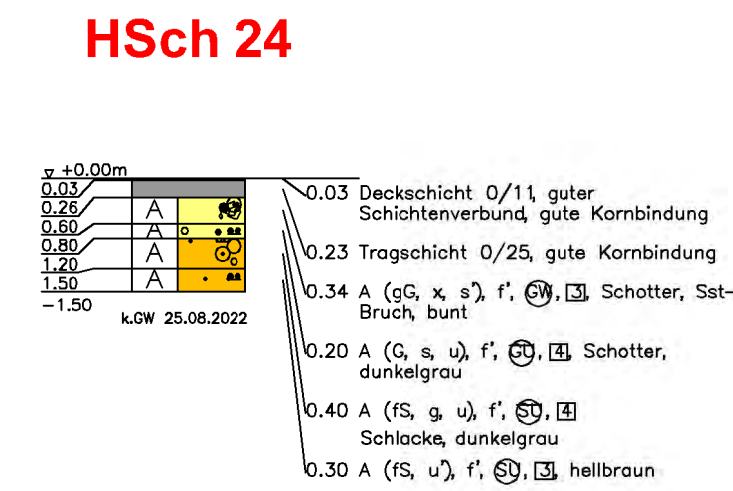 HSch 24
+0.00m
0.03
0.26
0.60
0.80
1.20
1.50
-1.50
A
A
A
A
k.GW 25.08.2022
0.03 Deckschicht 0/11, guter
Schichtenverbund, gute Kornbindung
0.23 Tragschicht 0/25, gute Kornbindung
0.34 A (gG, x, s'), f', GW, 3, Schotter, Sst-
Bruch, bunt
0.20 A (G, s, u), f', GU, 4, Schotter,
dunkelgrau
0.40 A (fS, g, u), f', SU, 4
Schlacke, dunkelgrau
0.30 A (fS, u'), f', SU, 3, hellbraun